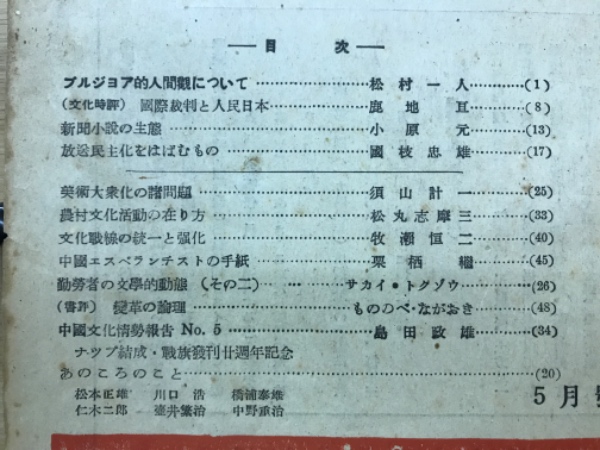 ― 目 次 ―
ブルジョア的人間觀について…………………松村一人…………(1)
(文化時評) 國際裁判と人民日本…………………鹿地亘…………(8)
新聞小說の生態…………………小原元…………(13)
放送民主化をはばむもの…………………國枝忠雄…………(17)
美術大衆化の諸問題…………………須山計一…………(25)
農村文化活動の在り方…………………松丸志摩三…………(33)
文化戰線の統一と强化…………………牧瀨恒二…………(40)
中國エスペランチストの手紙…………………栗栖繼…………(45)
勤勞者の文學的動態 (その二)…………………サカイ・トクゾウ…………(26)
(書評) 變革の論理…………………もののべ・ながおき…………(48)
中國文化情勢報告 No. 5…………………島田政雄…………(34)
ナップ結成・戰旗發刊廿週年記念
あのころのこと…………………(20)
松本正雄 川口浩 橋浦泰雄
仁木二郎 壺井繁治 中野重治
5月號